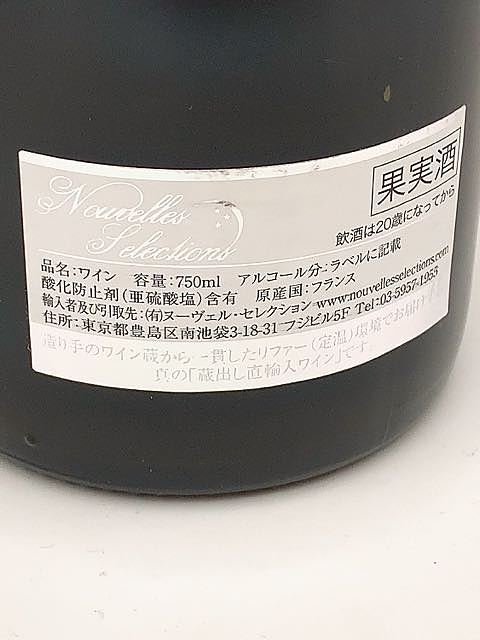 Nouvelles
Selections
果実酒
飲酒は20歳になってから
品名:ワイン 容量:750ml アルコール分:ラベルに記載
酸化防止剤(亜硫酸塩)含有 原産国:フランス
輸入者及び引取先:(有)ヌーヴェル・セレクション www.nouvellesselections.com
住所:東京都豊島区南池袋3-18-31 フジビル5F Tel:03-5957-1955
造り手のワイン蔵から一貫したリファー(定温)環境でお届けする
真の「蔵出し直輸入ワイン」です。